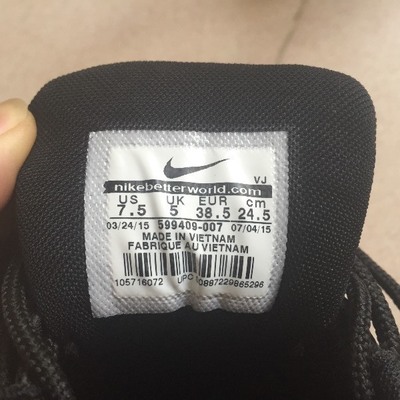 VJ
nikebetterworld.com
US UK EUR cm
7.5 5 38.5 24.5
03/24/15 599409-007 07/04/15
MADE IN VIETNAM
FABRIQUE AU VIETNAM
105716072 UPC 00887229865296